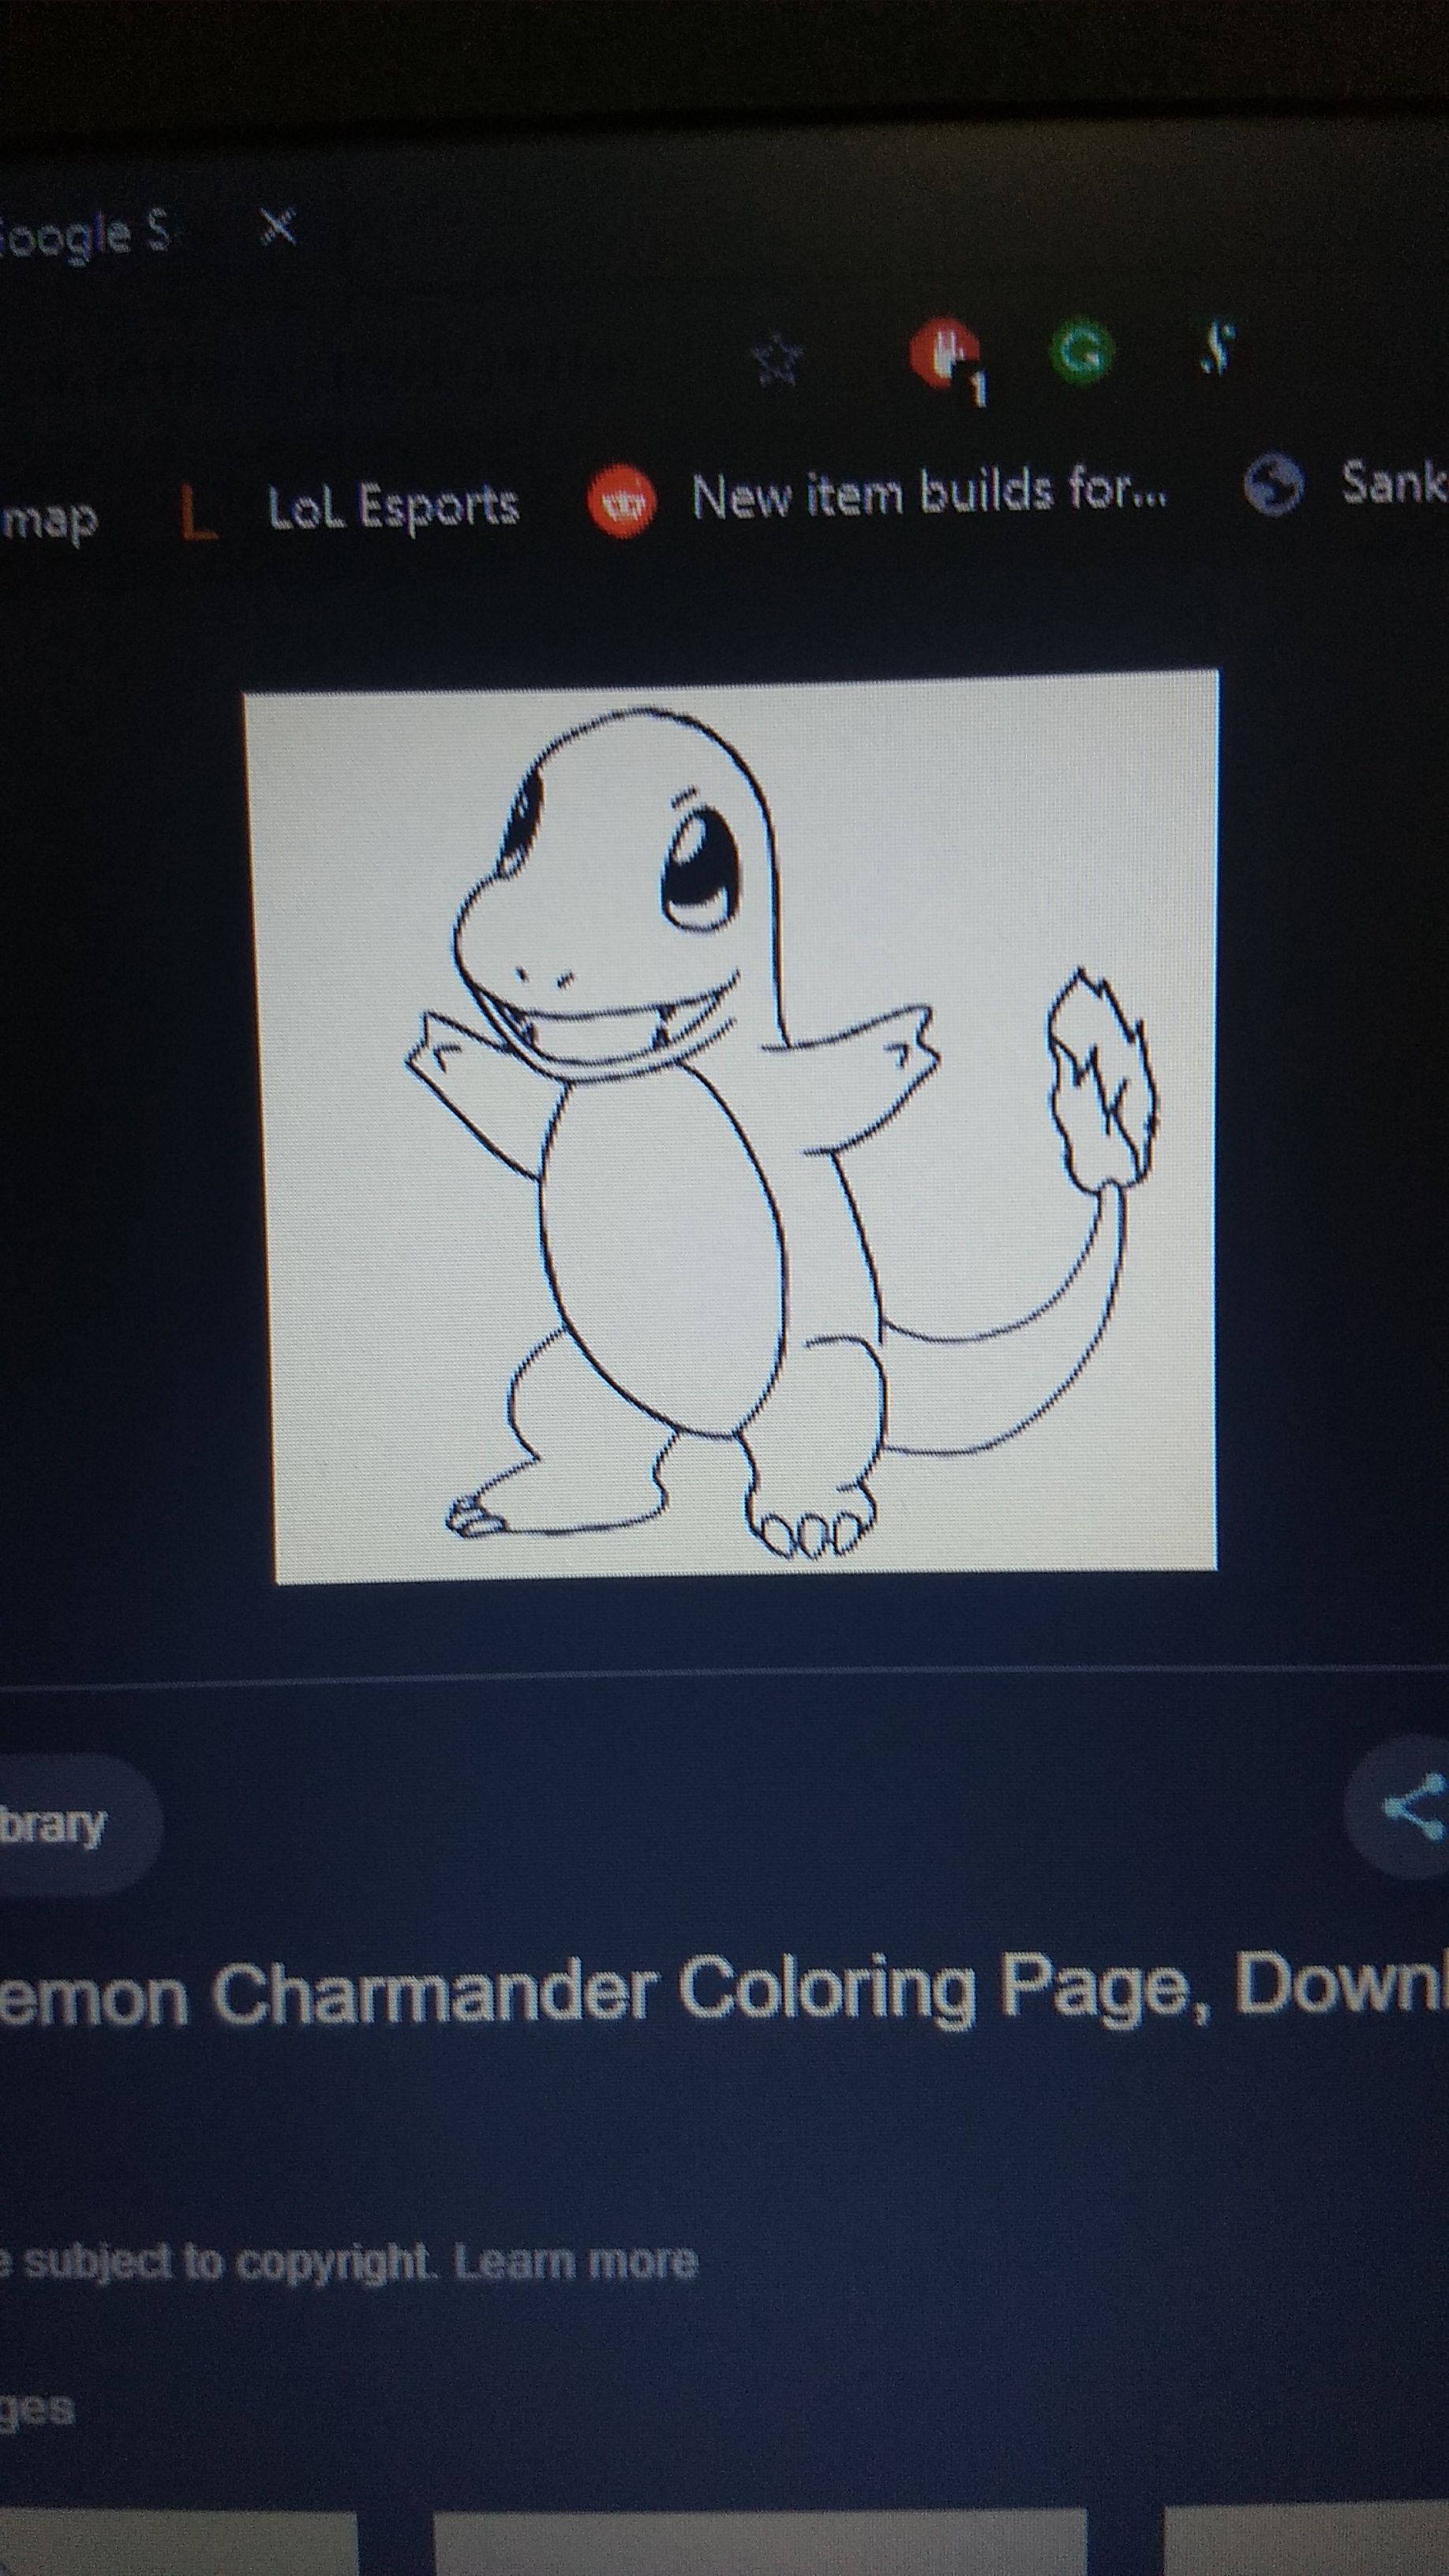 Google S
1
map LoL Esports New item builds for... Sank
brary
emon Charmander Coloring Page, Downl
e subject to copyright. Learn more
ges